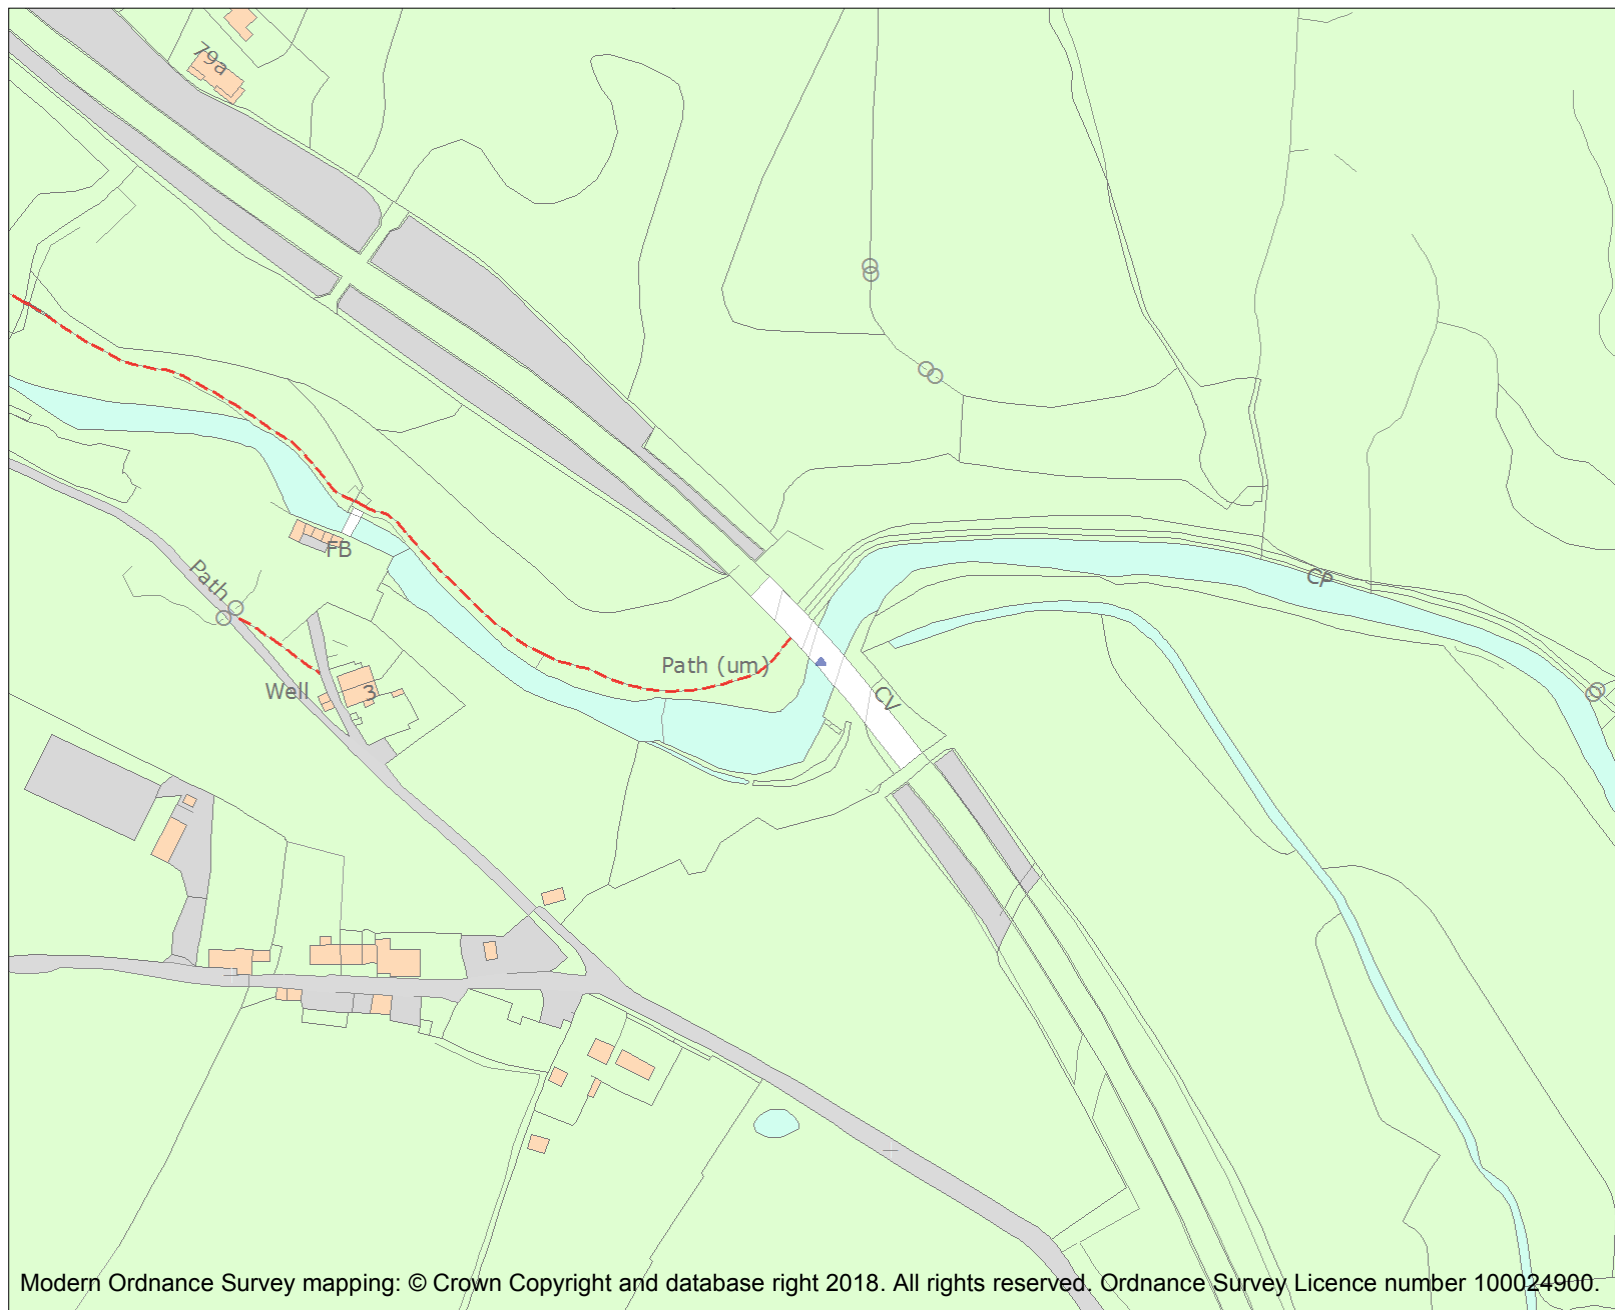 79a
FB
Path
Path (um)
Well
3
CV
CP
Modern Ordnance Survey mapping: © Crown Copyright and database right 2018. All rights reserved. Ordnance Survey Licence number 100024900.